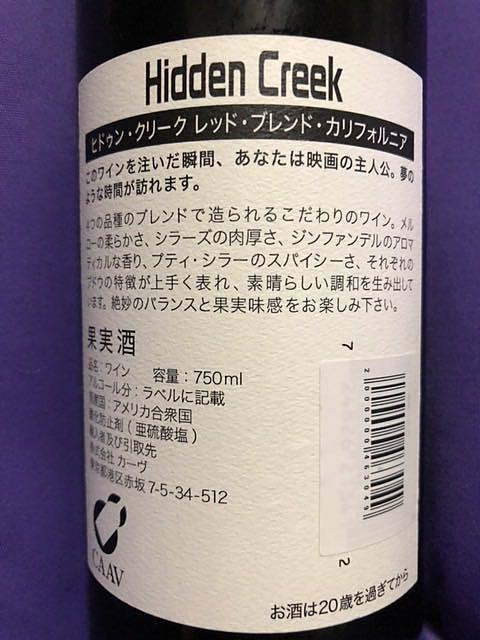 Hidden Creek
ヒドゥン・クリーク レッド・ブレンド・カリフォルニア
このワインを注いだ瞬間、あなたは映画の主人公。夢の
ような時間が訪れます。
4つの品種のブレンドで造られるこだわりのワイン。メル
ローの柔らかさ、シラーズの肉厚さ、ジンファンデルのアロマ
ティカルな香り、プティ・シラーのスパイシーさ、それぞれの
ブドウの特徴が上手く表れ、素晴らしい調和を生み出して
います。絶妙のバランスと果実味感をお楽しみ下さい。
果実酒
品名：ワイン 容量：750ml
アルコール分：ラベルに記載
原産国：アメリカ合衆国
酸化防止剤（亜硫酸塩）
輸入者及び引取先
株式会社 カーヴ
東京都港区赤坂 7-5-34-512
CAAV
7
2
お酒は20歳を過ぎてから